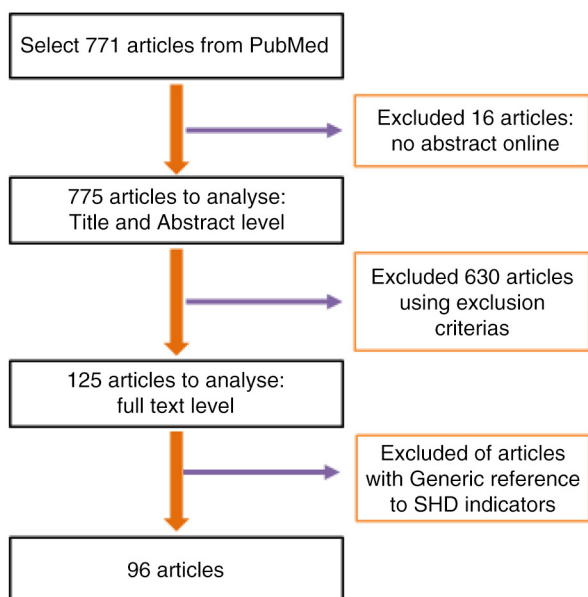 Select 771 articles from PubMed
Excluded 16 articles:
no abstract online
775 articles to analyse:
Title and Abstract level
Excluded 630 articles
using exclusion
criterias
125 articles to analyse:
full text level
Excluded of articles
with Generic reference
to SHD indicators
96 articles